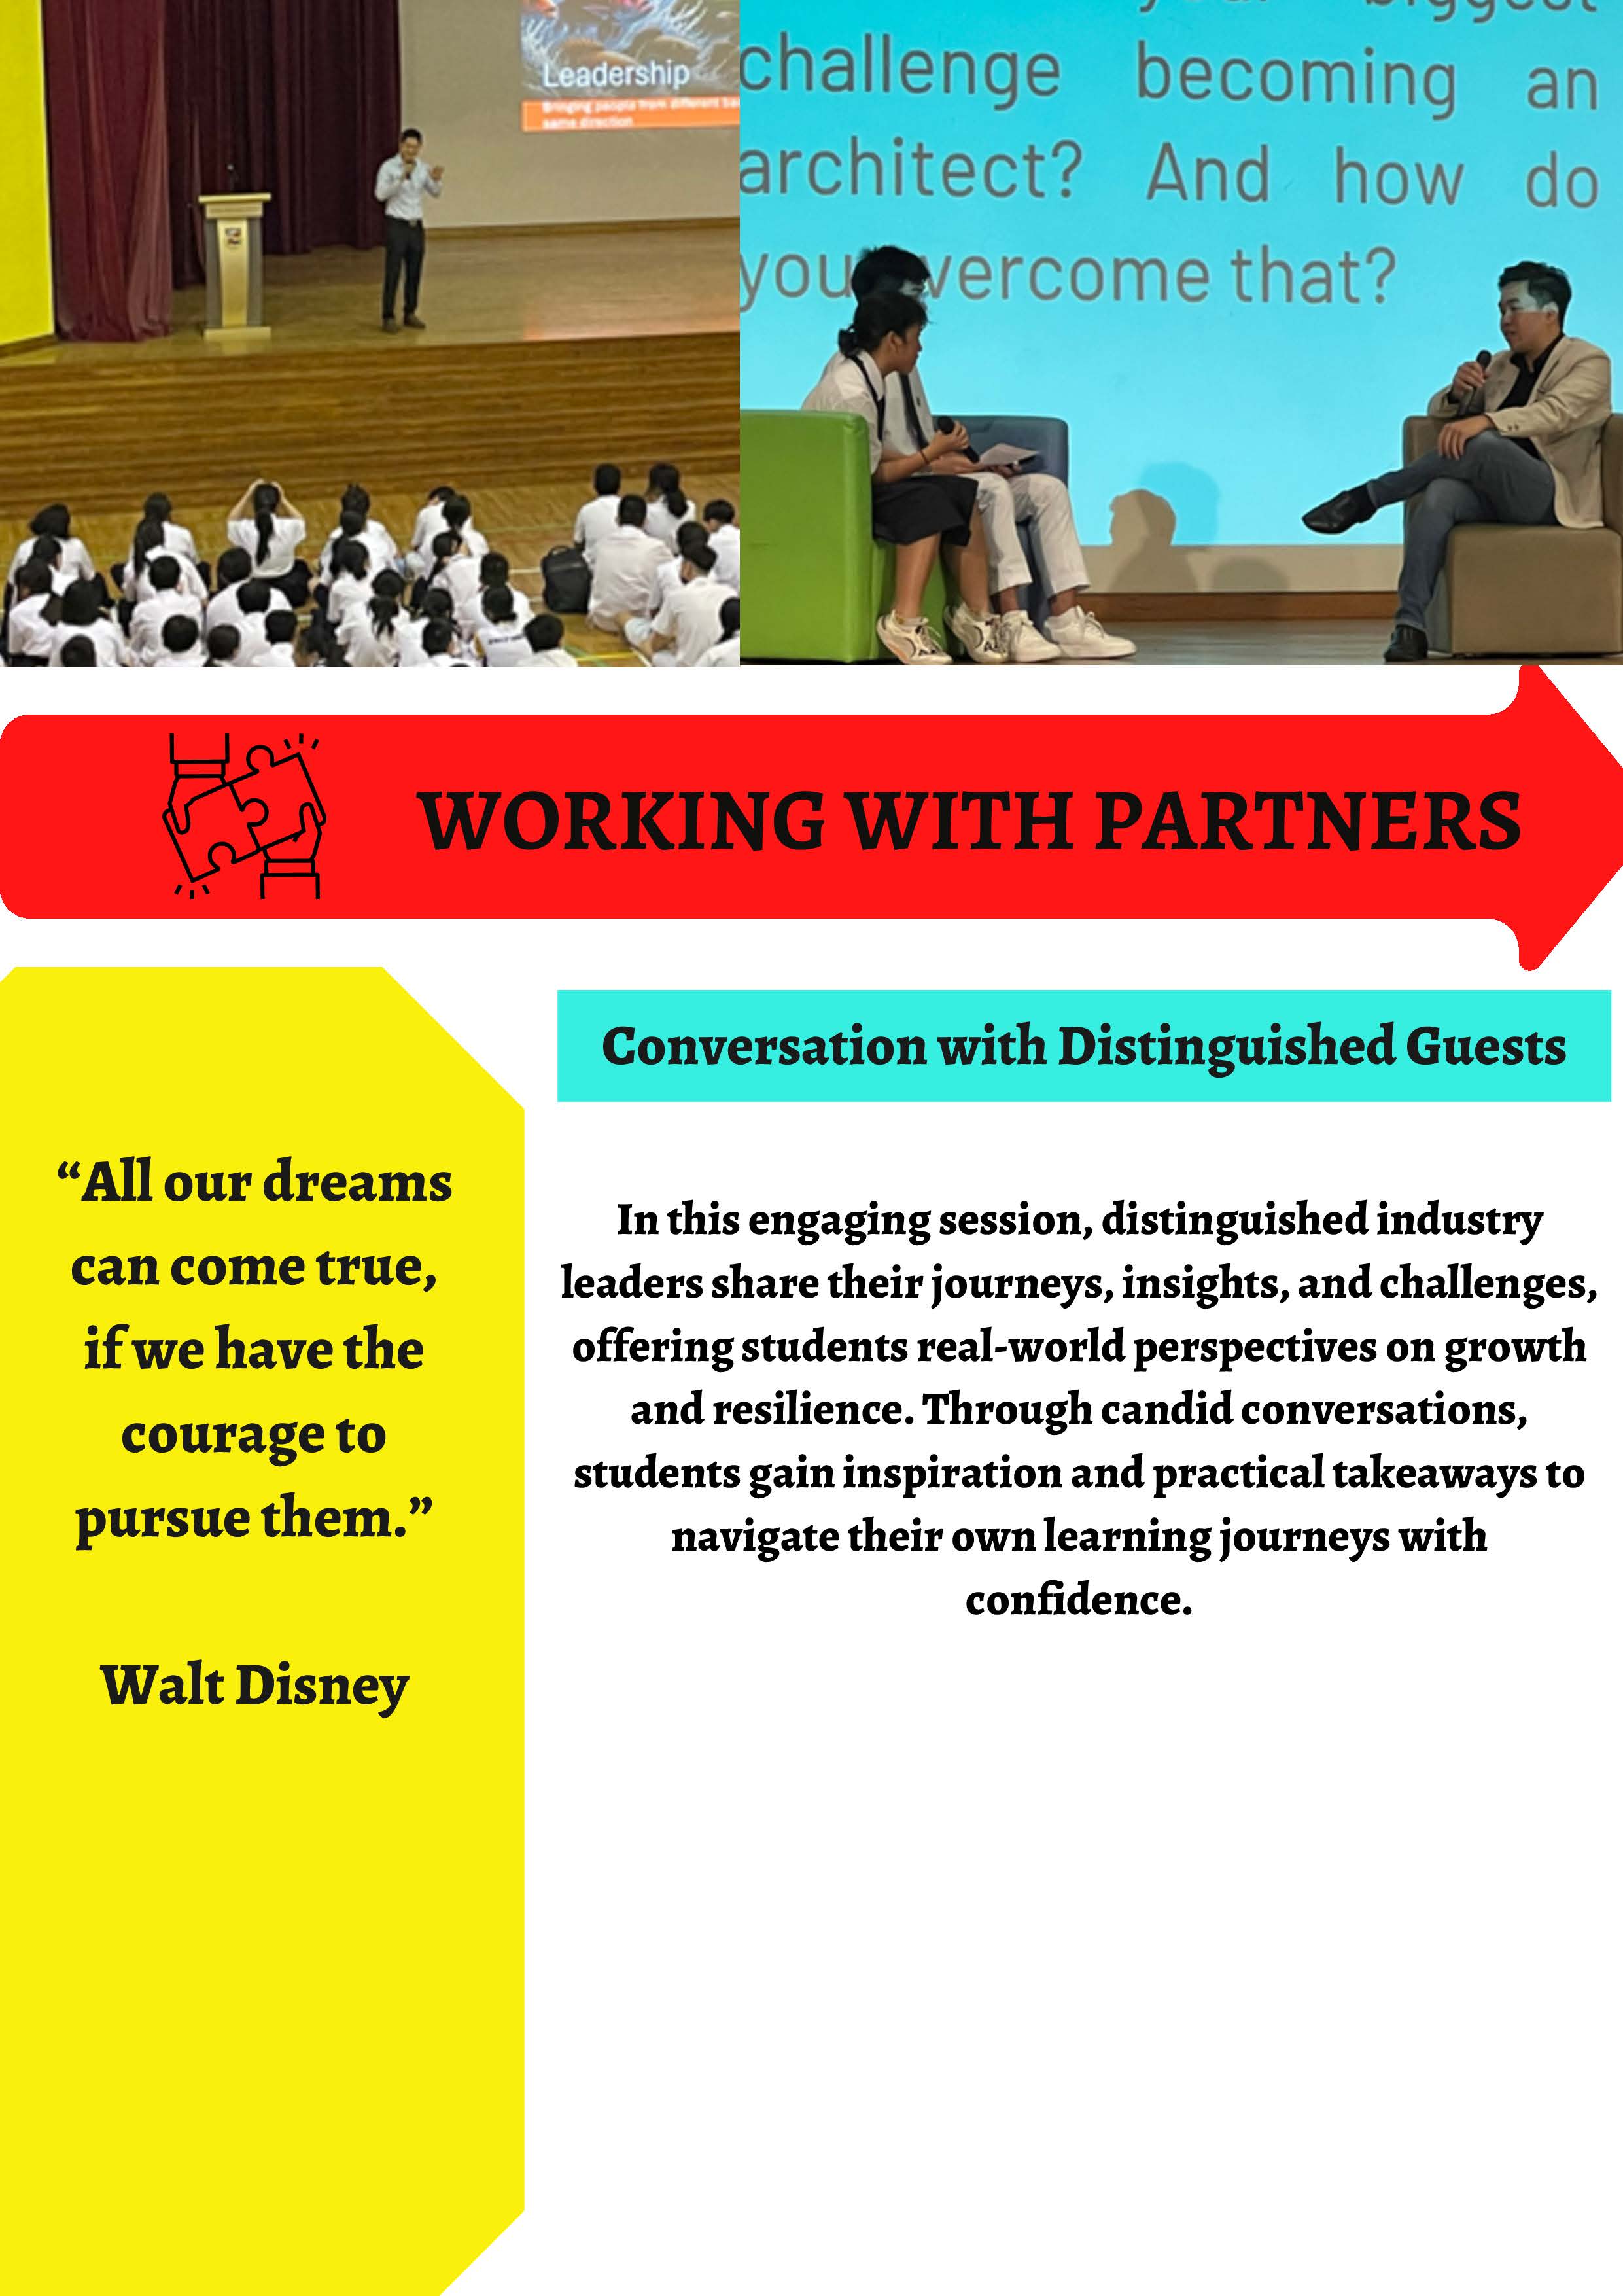 Leadership
Bringing people from different
same direction
challenge becoming an
architect? And how do
you vercome that?
WORKING WITH PARTNERS
Conversation with Distinguished Guests
“All our dreams
can come true,
if we have the
courage to
pursue them.”
Walt Disney
In this engaging session, distinguished industry
leaders share their journeys, insights, and challenges,
offering students real-world perspectives on growth
and resilience. Through candid conversations,
students gain inspiration and practical takeaways to
navigate their own learning journeys with
confidence.